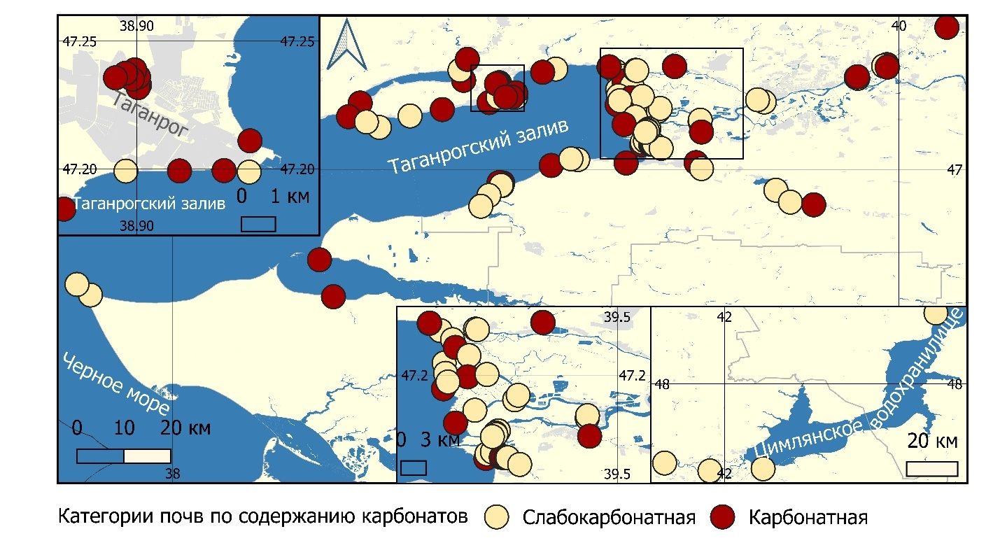 38.90
47.25
47.25
Таганрог
47.20
47.20
0 1 км
Таганрогский залив
38.90
40
Таганрогский залив
47
Черное море
0 10 20 км
38
39.5
47.2
47.2
0 3 км
39.5
42
48
48
Цимлянское водохранилище
20 км
42
Категории почв по содержанию карбонатов Слабокарбонатная Карбонатная